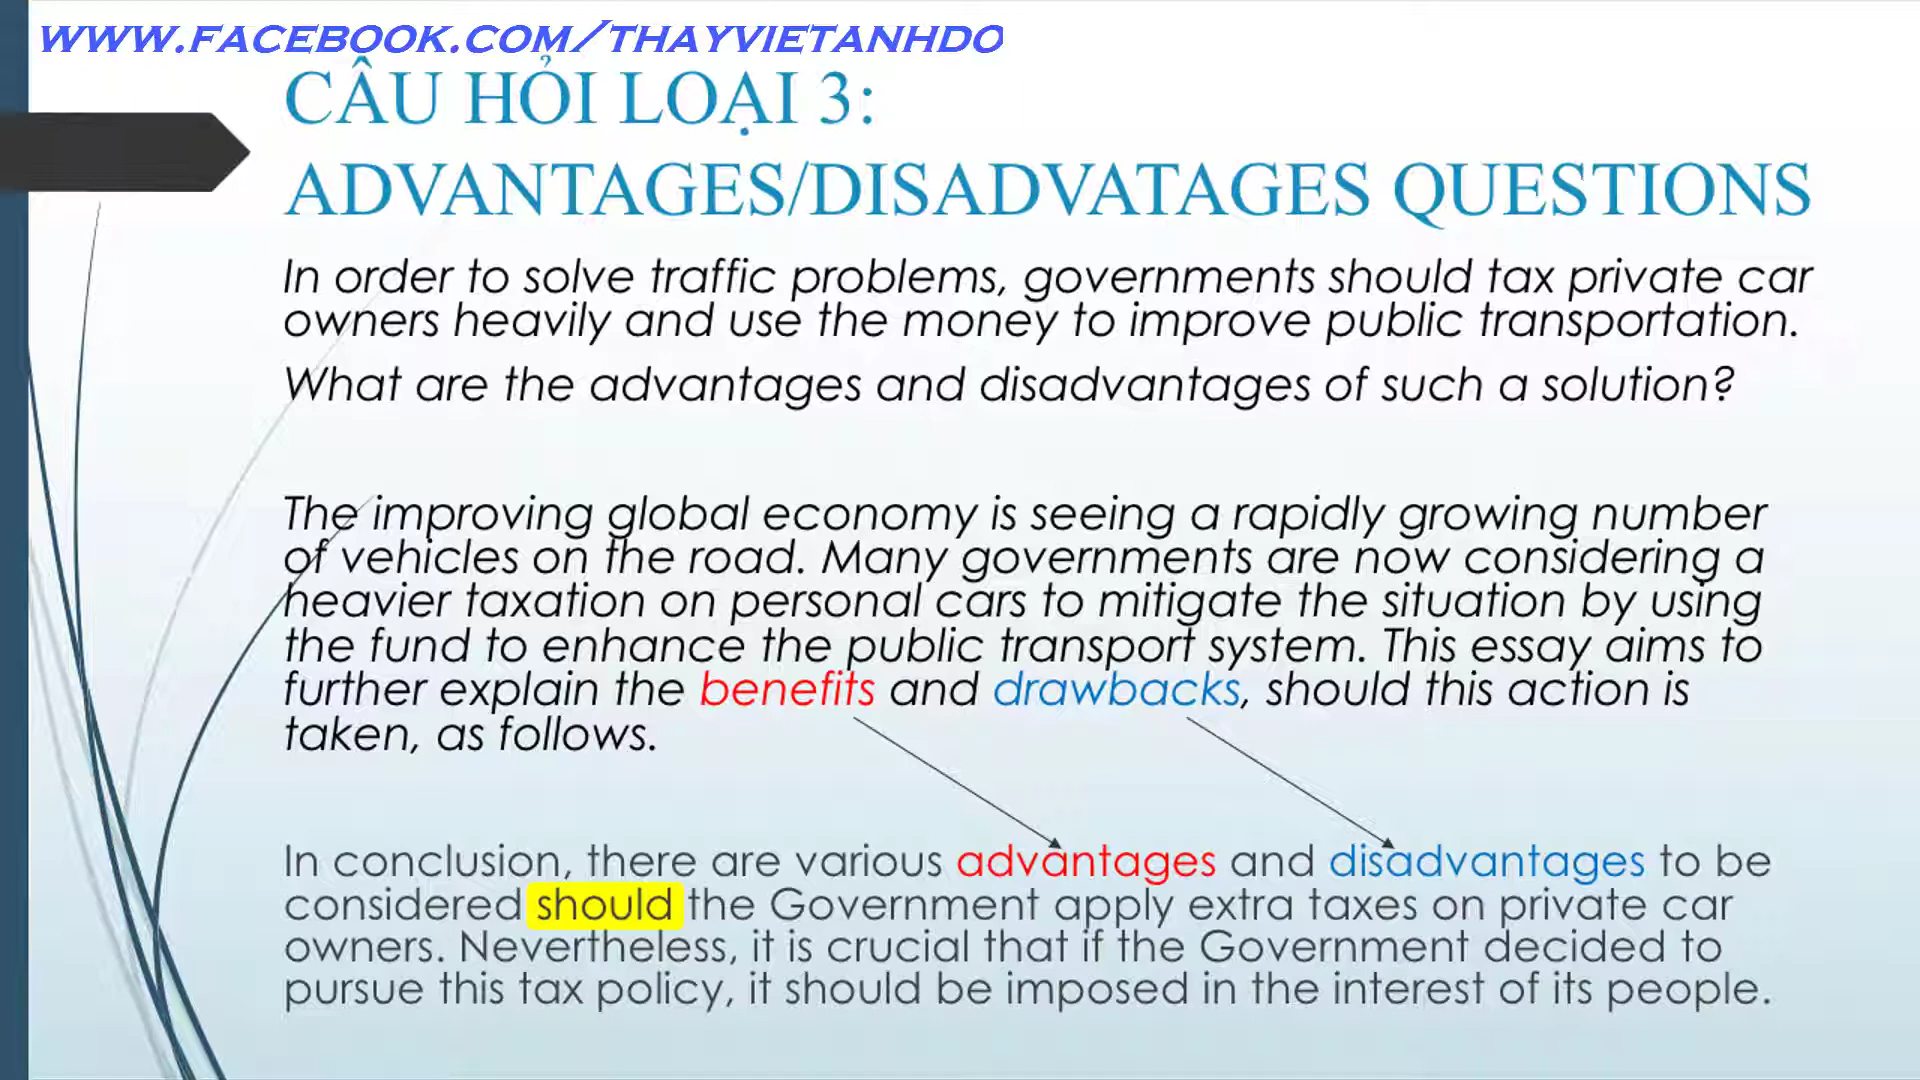 WWW.FACEBOOK.COM/THAYVIETANHDO
CÂU HỎI LOẠI 3:
ADVANTAGES/DISADVATAGES QUESTIONS
In order to solve traffic problems, governments should tax private car
owners heavily and use the money to improve public transportation.
What are the advantages and disadvantages of such a solution?
The improving global economy is seeing a rapidly growing number
of vehicles on the road. Many governments are now considering a
heavier taxation on personal cars to mitigate the situation by using
the fund to enhance the public transport system. This essay aims to
further explain the benefits and drawbacks, should this action is
taken, as follows.
In conclusion, there are various advantages and disadvantages to be
considered should the Government apply extra taxes on private car
owners. Nevertheless, it is crucial that if the Government decided to
pursue this tax policy, it should be imposed in the interest of its people.